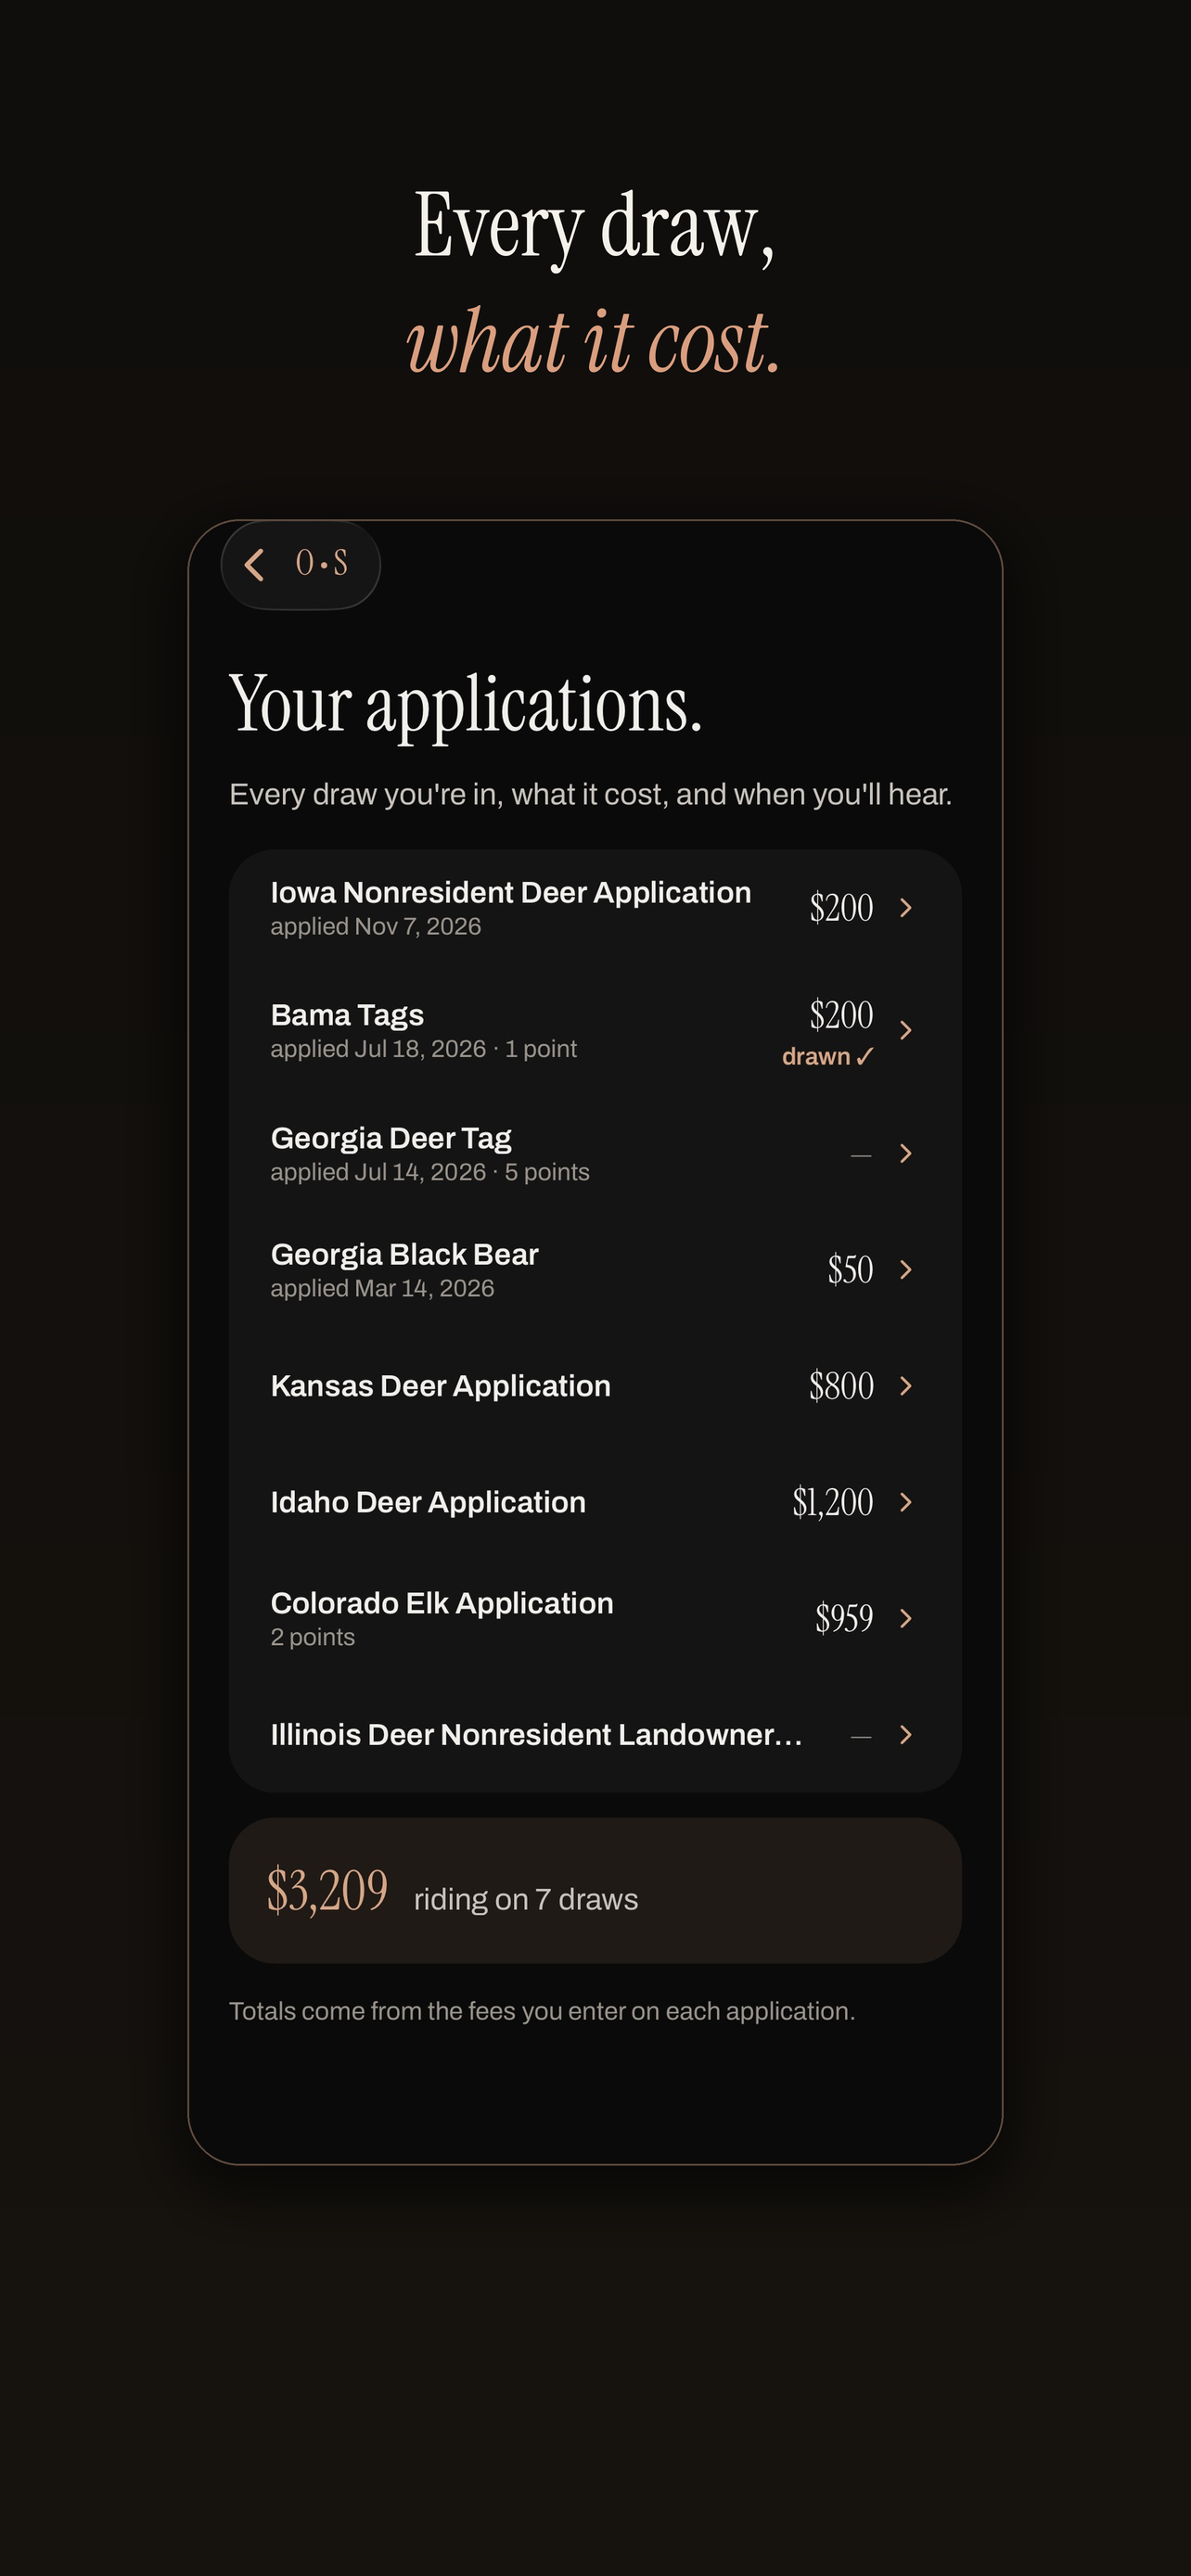 Every draw,
what it cost.
O•S
Your applications.
Every draw you're in, what it cost, and when you'll hear.
Iowa Nonresident Deer Application
applied Nov 7, 2026
$200
Bama Tags
applied Jul 18, 2026 · 1 point
$200
drawn ✓
Georgia Deer Tag
applied Jul 14, 2026 · 5 points
—
Georgia Black Bear
applied Mar 14, 2026
$50
Kansas Deer Application
$800
Idaho Deer Application
$1,200
Colorado Elk Application
2 points
$959
Illinois Deer Nonresident Landowner...
—
$3,209 riding on 7 draws
Totals come from the fees you enter on each application.